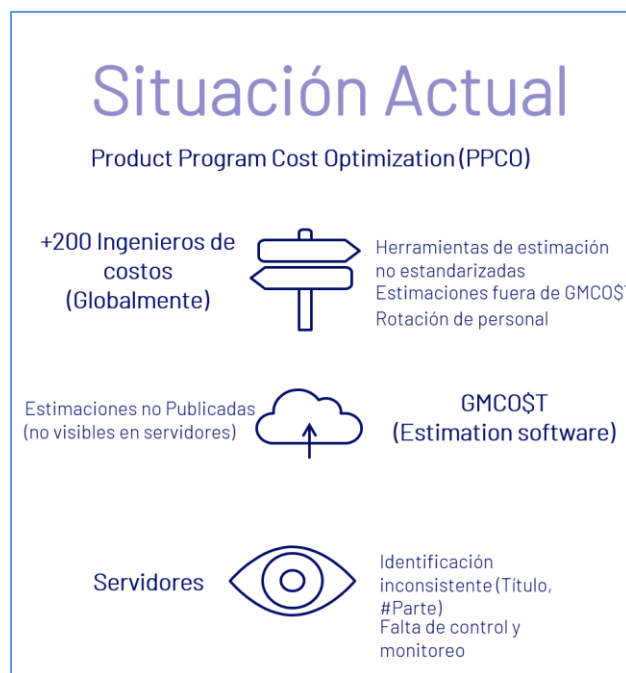 Situación Actual
Product Program Cost Optimization (PPCO)
+200 Ingenieros de
costos
(Globalmente)
Herramientas de estimación
no estandarizadas
Estimaciones fuera de GMCO$T
Rotación de personal
Estimaciones no Publicadas
(no visibles en servidores)
GMCO$T
(Estimation software)
Servidores
Identificación
inconsistente (Título,
#Parte)
Falta de control y
monitoreo